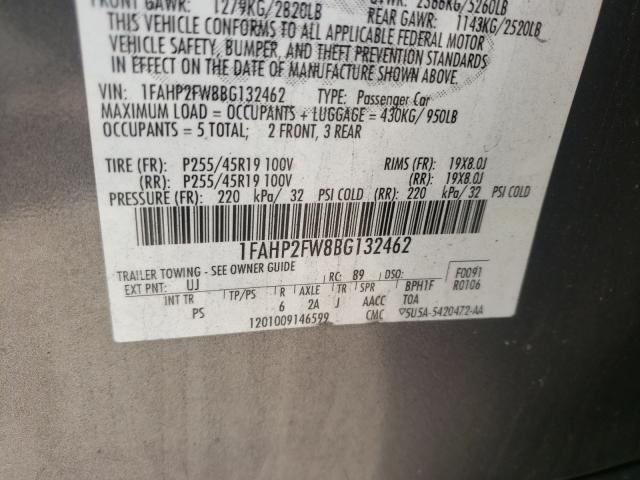 FRONT GAWR: 1279KG/2820LB GVWR: 2386KG/5260LB
REAR GAWR: 1143KG/2520LB
THIS VEHICLE CONFORMS TO ALL APPLICABLE FEDERAL MOTOR
VEHICLE SAFETY, BUMPER, AND THEFT PREVENTION STANDARDS
IN EFFECT ON THE DATE OF MANUFACTURE SHOWN ABOVE.
VIN: 1FAHP2FW8BG132462 TYPE: Passenger Car
MAXIMUM LOAD = OCCUPANTS + LUGGAGE = 430KG/950LB
OCCUPANTS = 5 TOTAL; 2 FRONT, 3 REAR
TIRE (FR): P255/45R19 100V RIMS (FR): 19X8.0J
(RR): P255/45R19 100V (RR): 19X8.0J
PRESSURE (FR): 220 kPa/ 32 PSI COLD (RR): 220 kPa/ 32 PSI COLD
1FAHP2FW8BG132462
TRAILER TOWING - SEE OWNER GUIDE
RC: 89 DSO: F0091
EXT PNT: UJ R0106
INT TR TP/PS R AXLE TR SPR BPH1F
PS 6 2A J AACC TOA
1201009146599 CMC ▽5U5A-5420472-AA